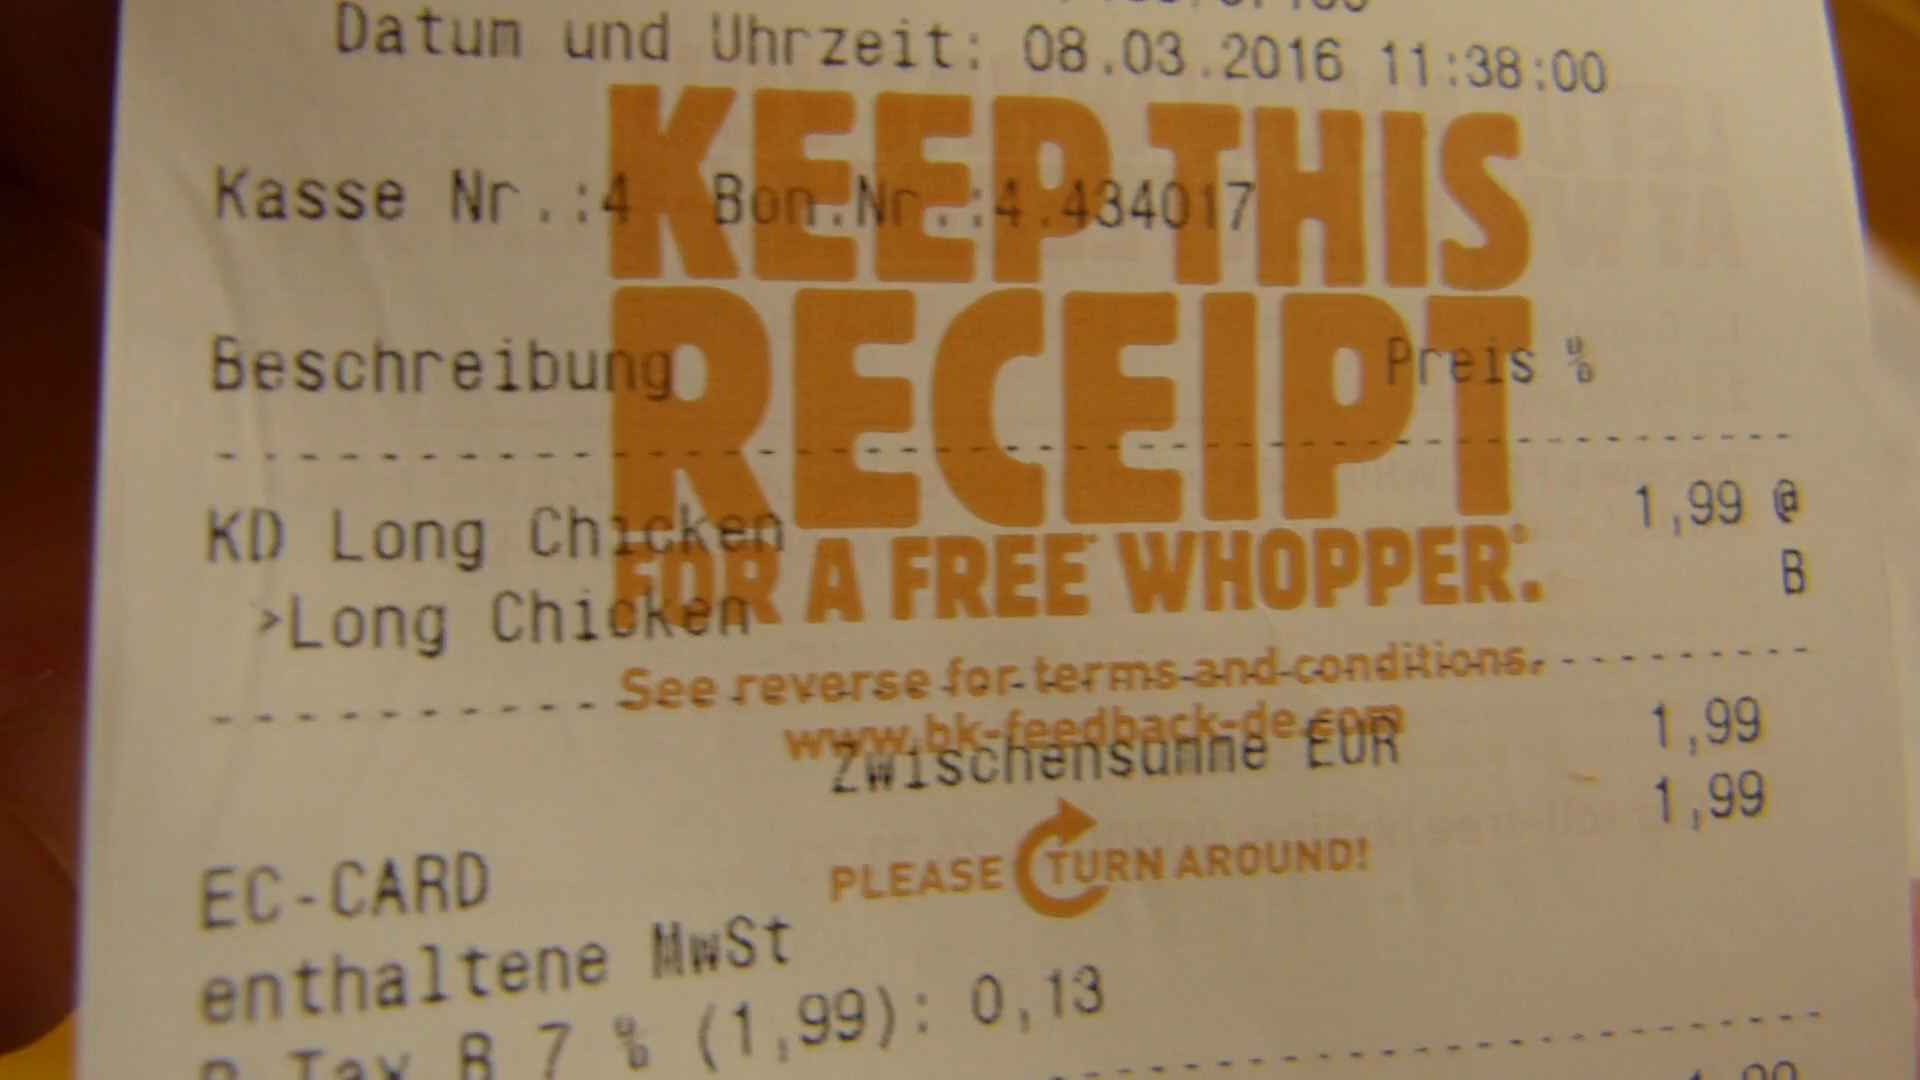 Datum und Uhrzeit: 08.03.2016 11:38:00
KEEP THIS
Kasse Nr.:4 Bon.Nr.:4.434017
RECEIPT
Beschreibung Preis %
KD Long Chicken 1,99 @
FOR A FREE WHOPPER.
B
>Long Chicken
See reverse for terms and conditions.
www.bk-feedback-de.com
Zwischensumme EUR 1,99
1,99
PLEASE TURN AROUND!
EC-CARD
enthaltene MwSt
Tax B 7 % (1,99): 0,13